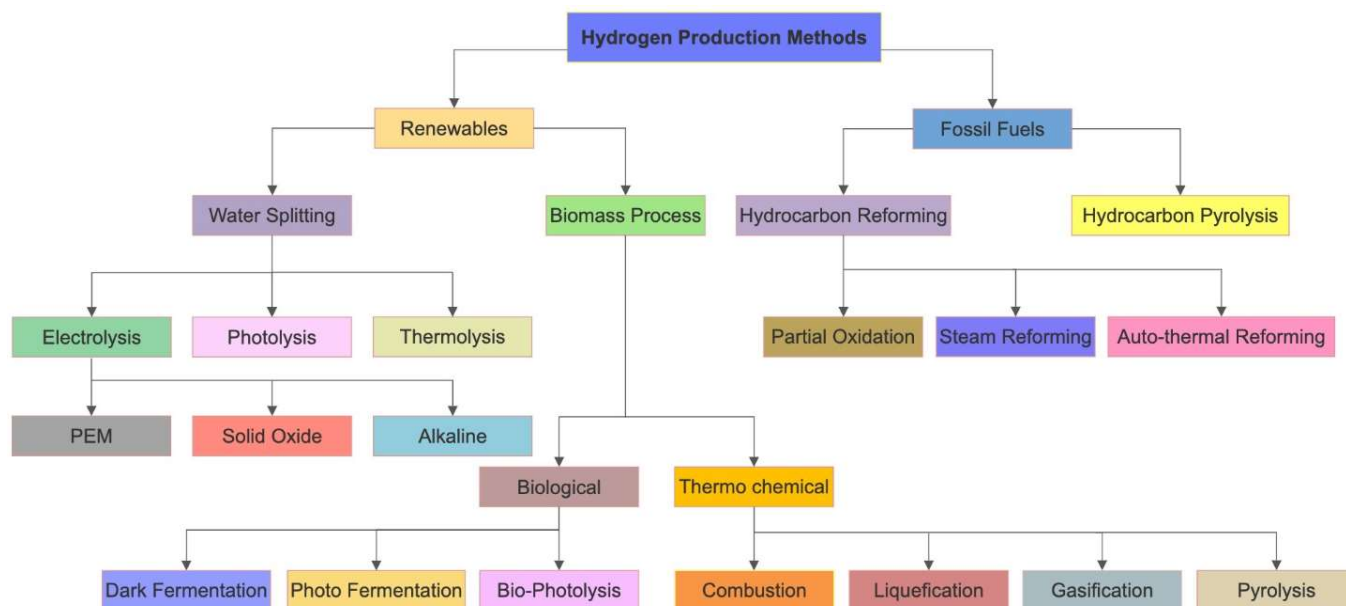 Hydrogen Production Methods
Renewables
Fossil Fuels
Water Splitting
Biomass Process
Hydrocarbon Reforming
Hydrocarbon Pyrolysis
Electrolysis
Photolysis
Thermolysis
Partial Oxidation
Steam Reforming
Auto-thermal Reforming
PEM
Solid Oxide
Alkaline
Biological
Thermo chemical
Dark Fermentation
Photo Fermentation
Bio-Photolysis
Combustion
Liquefication
Gasification
Pyrolysis